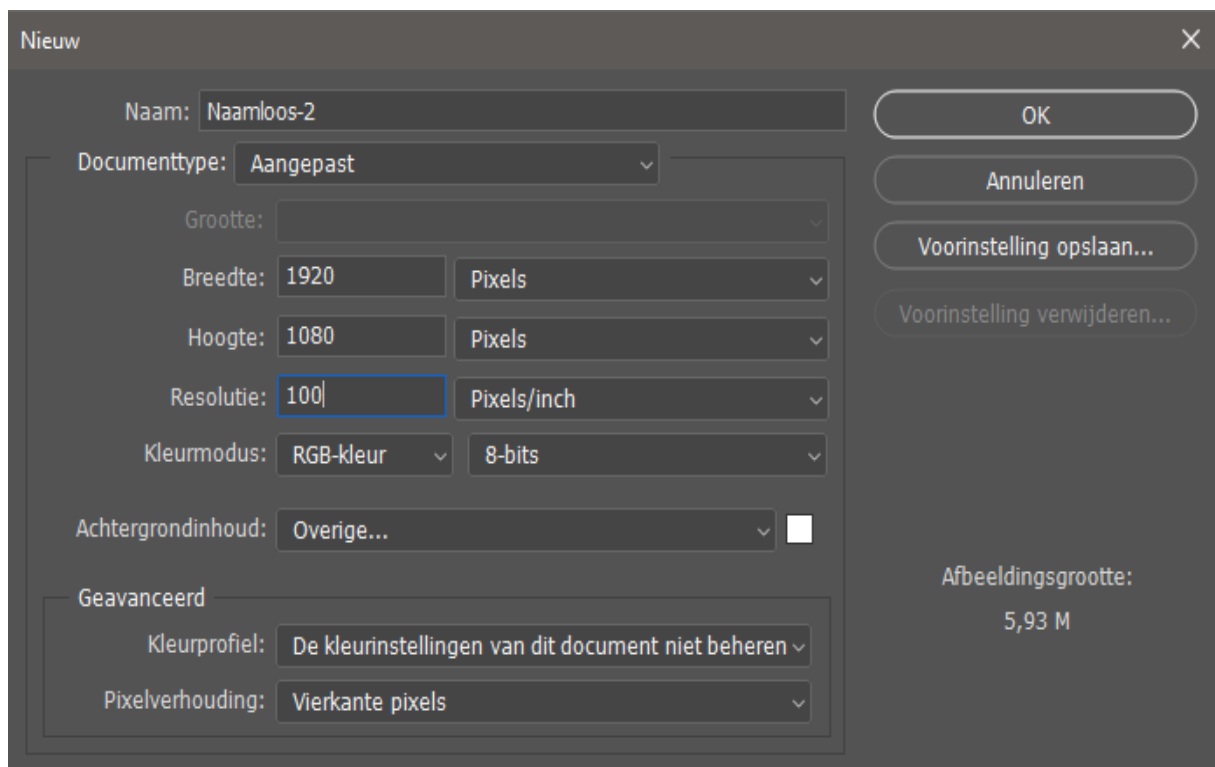 Nieuw
Naam: Naamloos-2
OK
Documenttype: Aangepast
Annuleren
Grootte:
Voorinstelling opslaan...
Breedte: 1920 Pixels
Voorinstelling verwijderen...
Hoogte: 1080 Pixels
Resolutie: 100 Pixels/inch
Kleurmodus: RGB-kleur 8-bits
Achtergrondinhoud: Overige...
Afbeeldingsgrootte:
5,93 M
Geavanceerd
Kleurprofiel: De kleurinstellingen van dit document niet beheren
Pixelverhouding: Vierkante pixels